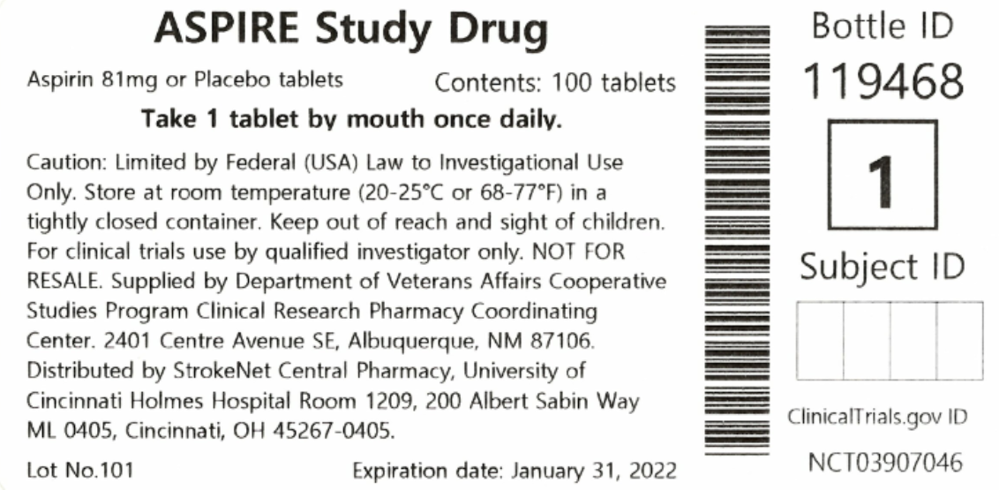 ASPIRE Study Drug
Aspirin 81mg or Placebo tablets Contents: 100 tablets
Take 1 tablet by mouth once daily.
Caution: Limited by Federal (USA) Law to Investigational Use
Only. Store at room temperature (20-25°C or 68-77°F) in a
tightly closed container. Keep out of reach and sight of children.
For clinical trials use by qualified investigator only. NOT FOR
RESALE. Supplied by Department of Veterans Affairs Cooperative
Studies Program Clinical Research Pharmacy Coordinating
Center. 2401 Centre Avenue SE, Albuquerque, NM 87106.
Distributed by StrokeNet Central Pharmacy, University of
Cincinnati Holmes Hospital Room 1209, 200 Albert Sabin Way
ML 0405, Cincinnati, OH 45267-0405.
Lot No.101 Expiration date: January 31, 2022
Bottle ID
119468
1
Subject ID
ClinicalTrials.gov ID
NCT03907046